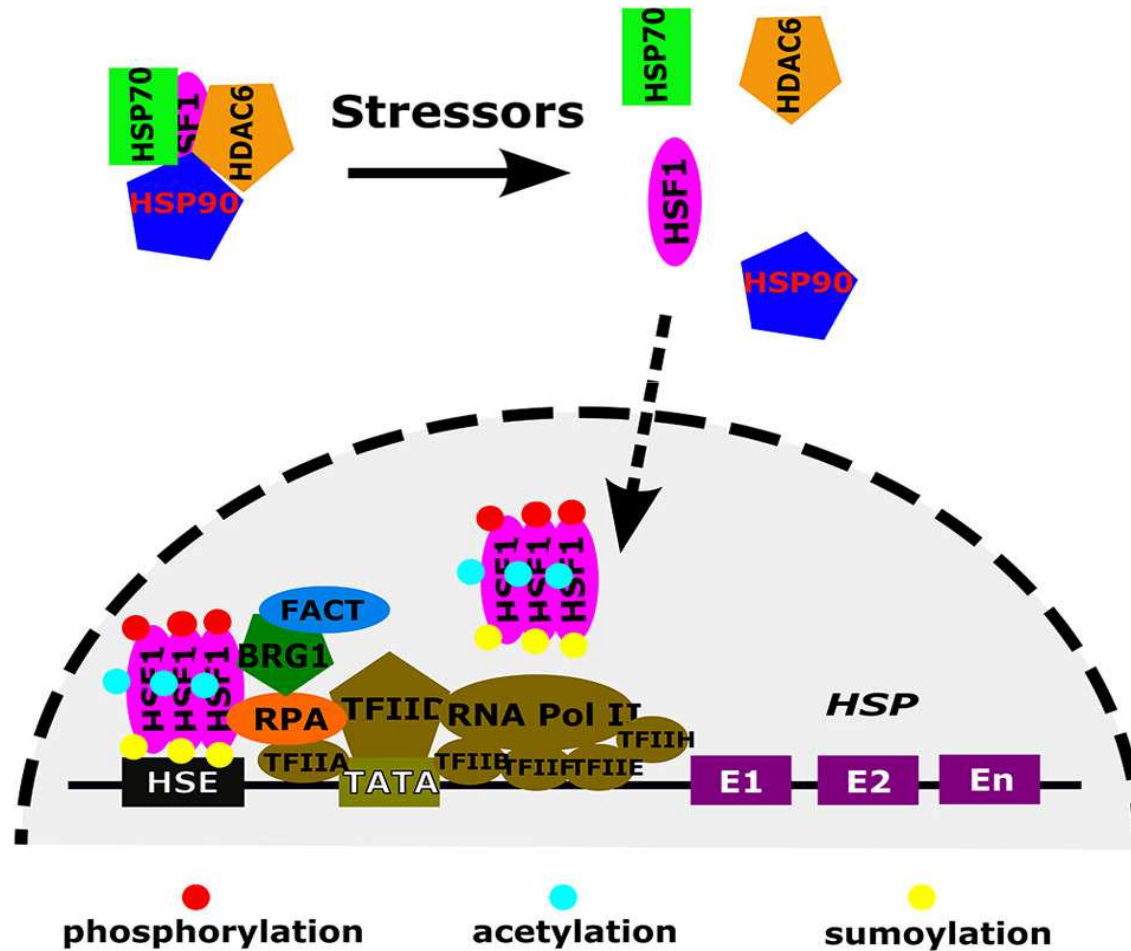 HSP70
SF1
HDAC6
HSP90
Stressors
HSP70
HDAC6
HSF1
HSP90
HSF1
HSF1
HSF1
FACT
BRG1
HSF1
HSF1
HSF1
RPA
TFIID
RNA Pol II
TFIIH
TFIIA
TFIIB
TFIIF
TFIIE
HSP
HSE
TATA
E1
E2
En
phosphorylation
acetylation
sumoylation